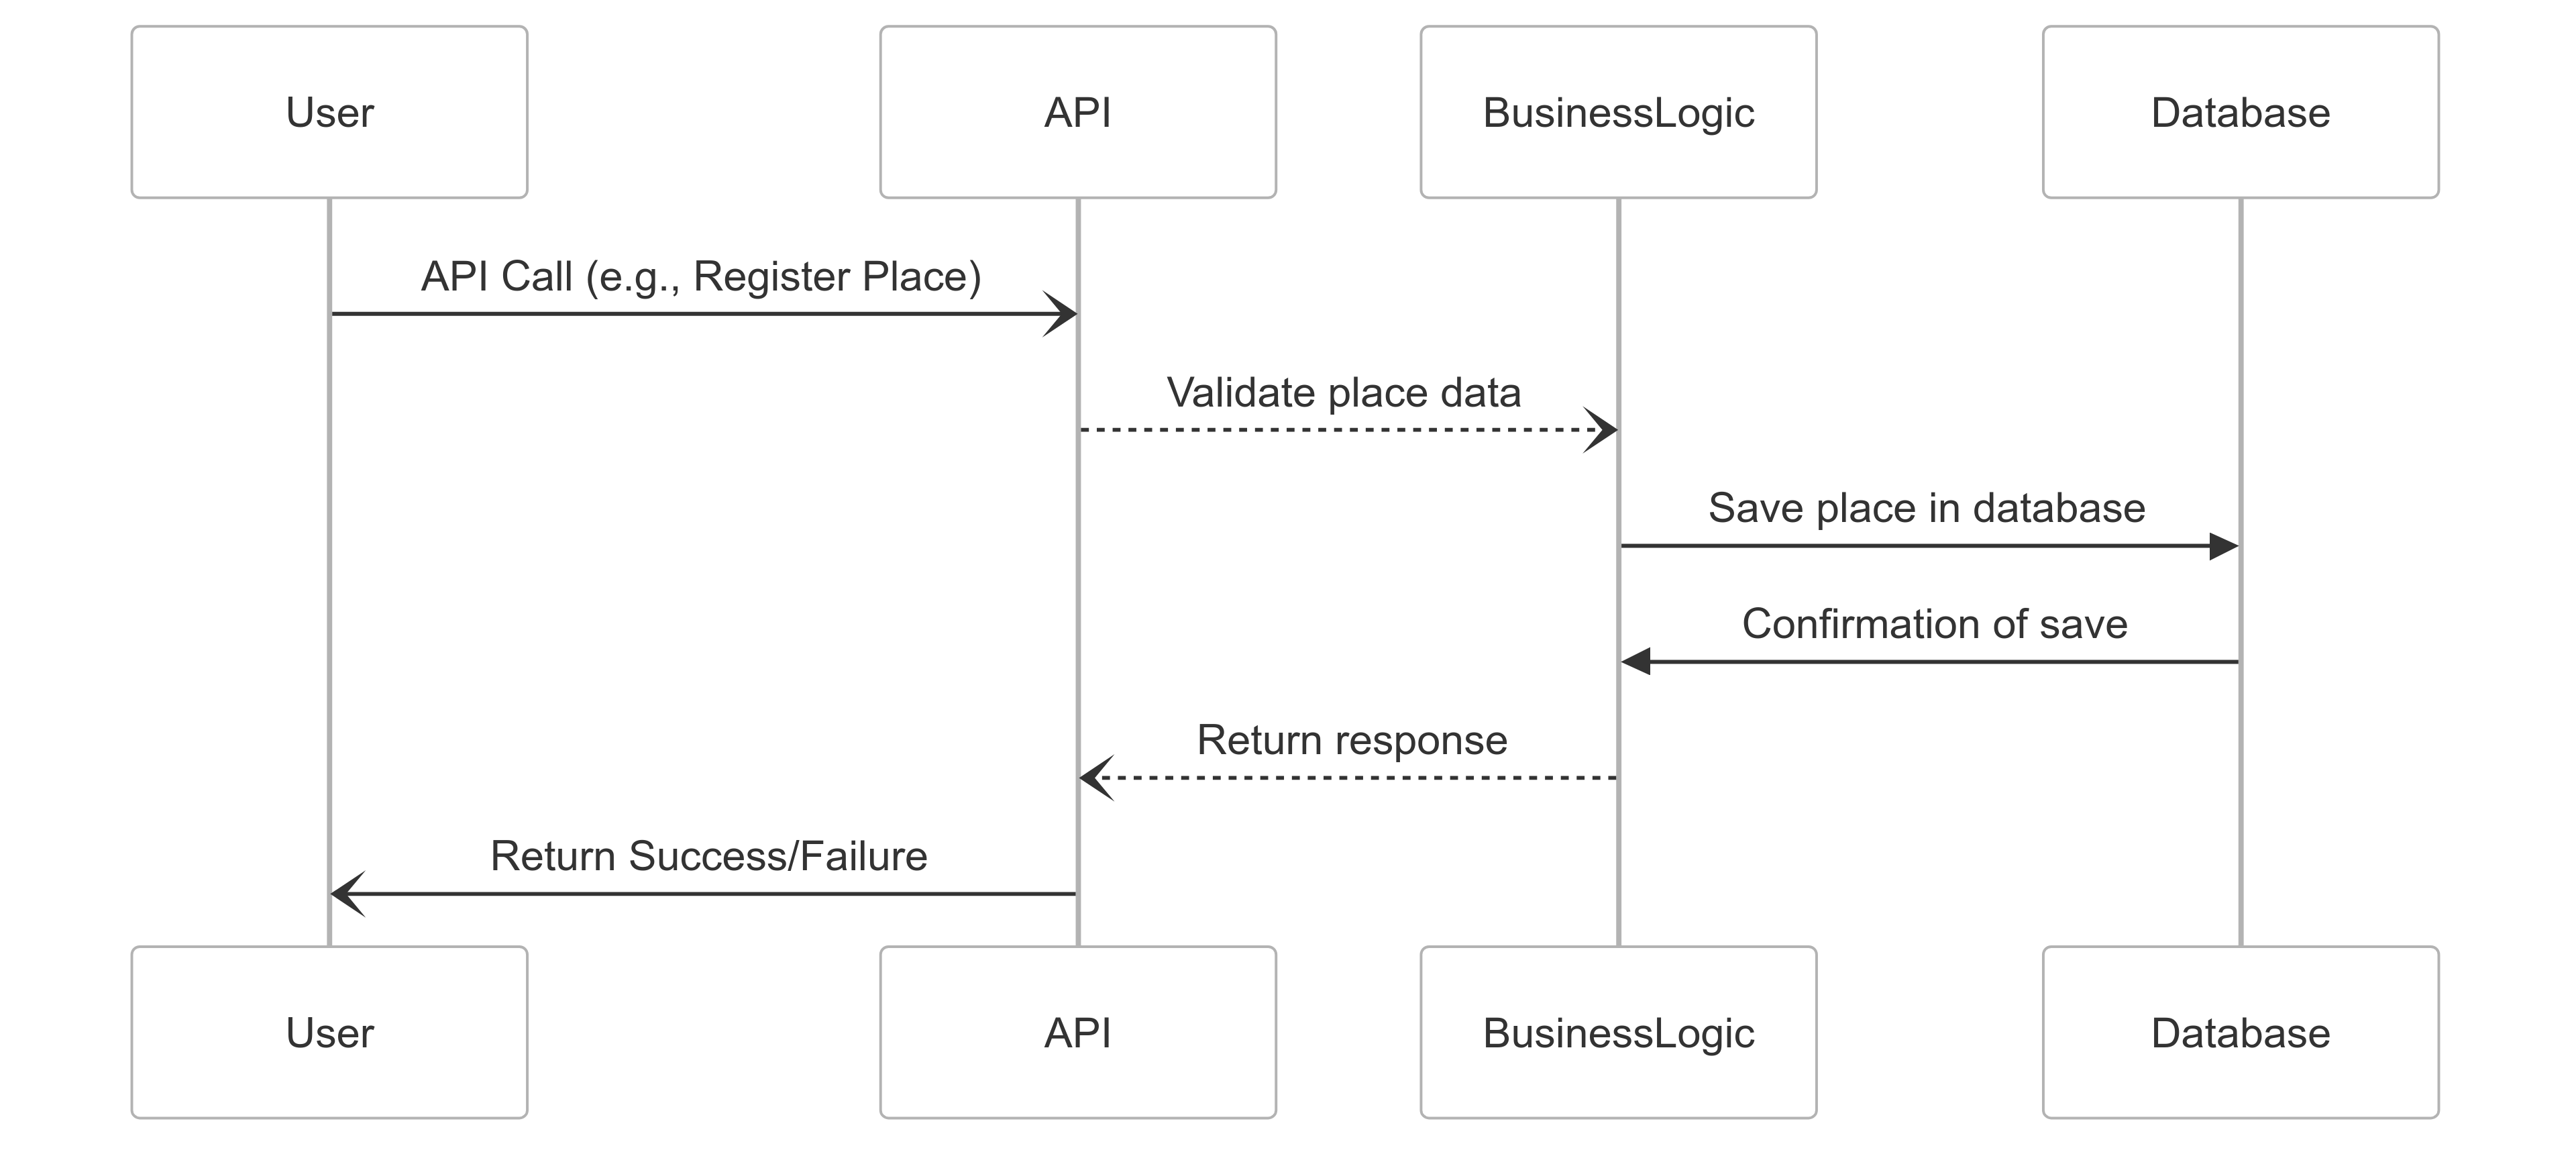 User
API
BusinessLogic
Database
API Call (e.g., Register Place)
Validate place data
Save place in database
Confirmation of save
Return response
Return Success/Failure
User
API
BusinessLogic
Database